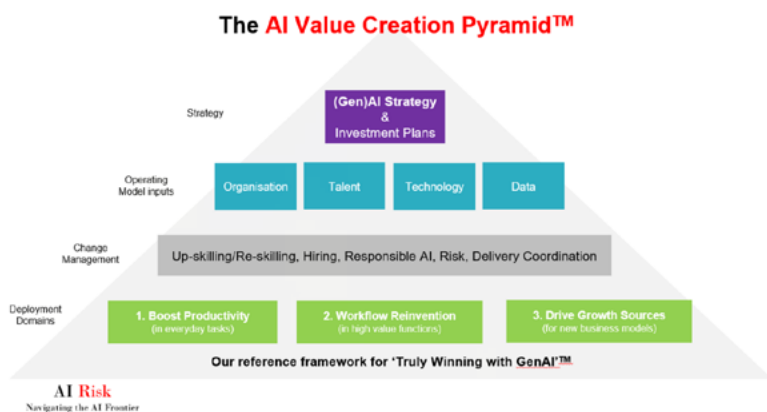 The AI Value Creation Pyramid™
Strategy
(Gen)AI Strategy
&
Investment Plans
Operating
Model inputs
Organisation
Talent
Technology
Data
Change
Management
Up-skilling/Re-skilling, Hiring, Responsible AI, Risk, Delivery Coordination
Deployment
Domains
1. Boost Productivity
(in everyday tasks)
2. Workflow Reinvention
(in high value functions)
3. Drive Growth Sources
(for new business models)
Our reference framework for ‘Truly Winning with GenAI’™
AI Risk
Navigating the AI Frontier